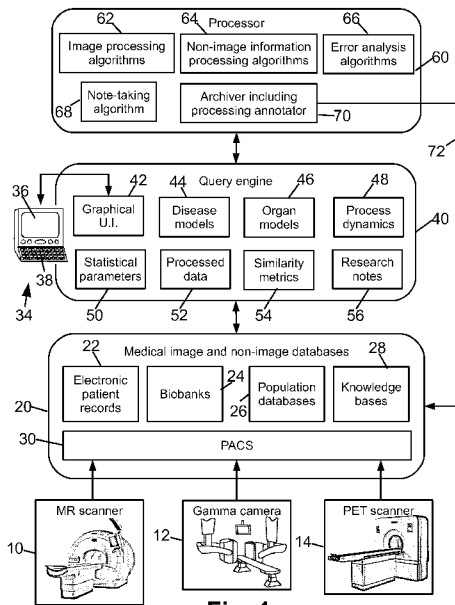 Processor
62
64
66
Image processing
algorithms
Non-image information
processing algorithms
Error analysis
algorithms
60
68
Note-taking
algorithm
Archiver including
processing annotator
70
72
36
42
Query engine
44
46
48
Graphical
U.I.
Disease
models
Organ
models
Process
dynamics
40
38
Statistical
parameters
Processed
data
Similarity
metrics
Research
notes
34
50
52
54
56
Medical image and non-image databases
22
24
26
28
Electronic
patient
records
Biobanks
Population
databases
Knowledge
bases
20
30
PACS
MR scanner
Gamma camera
PET scanner
10
12
14